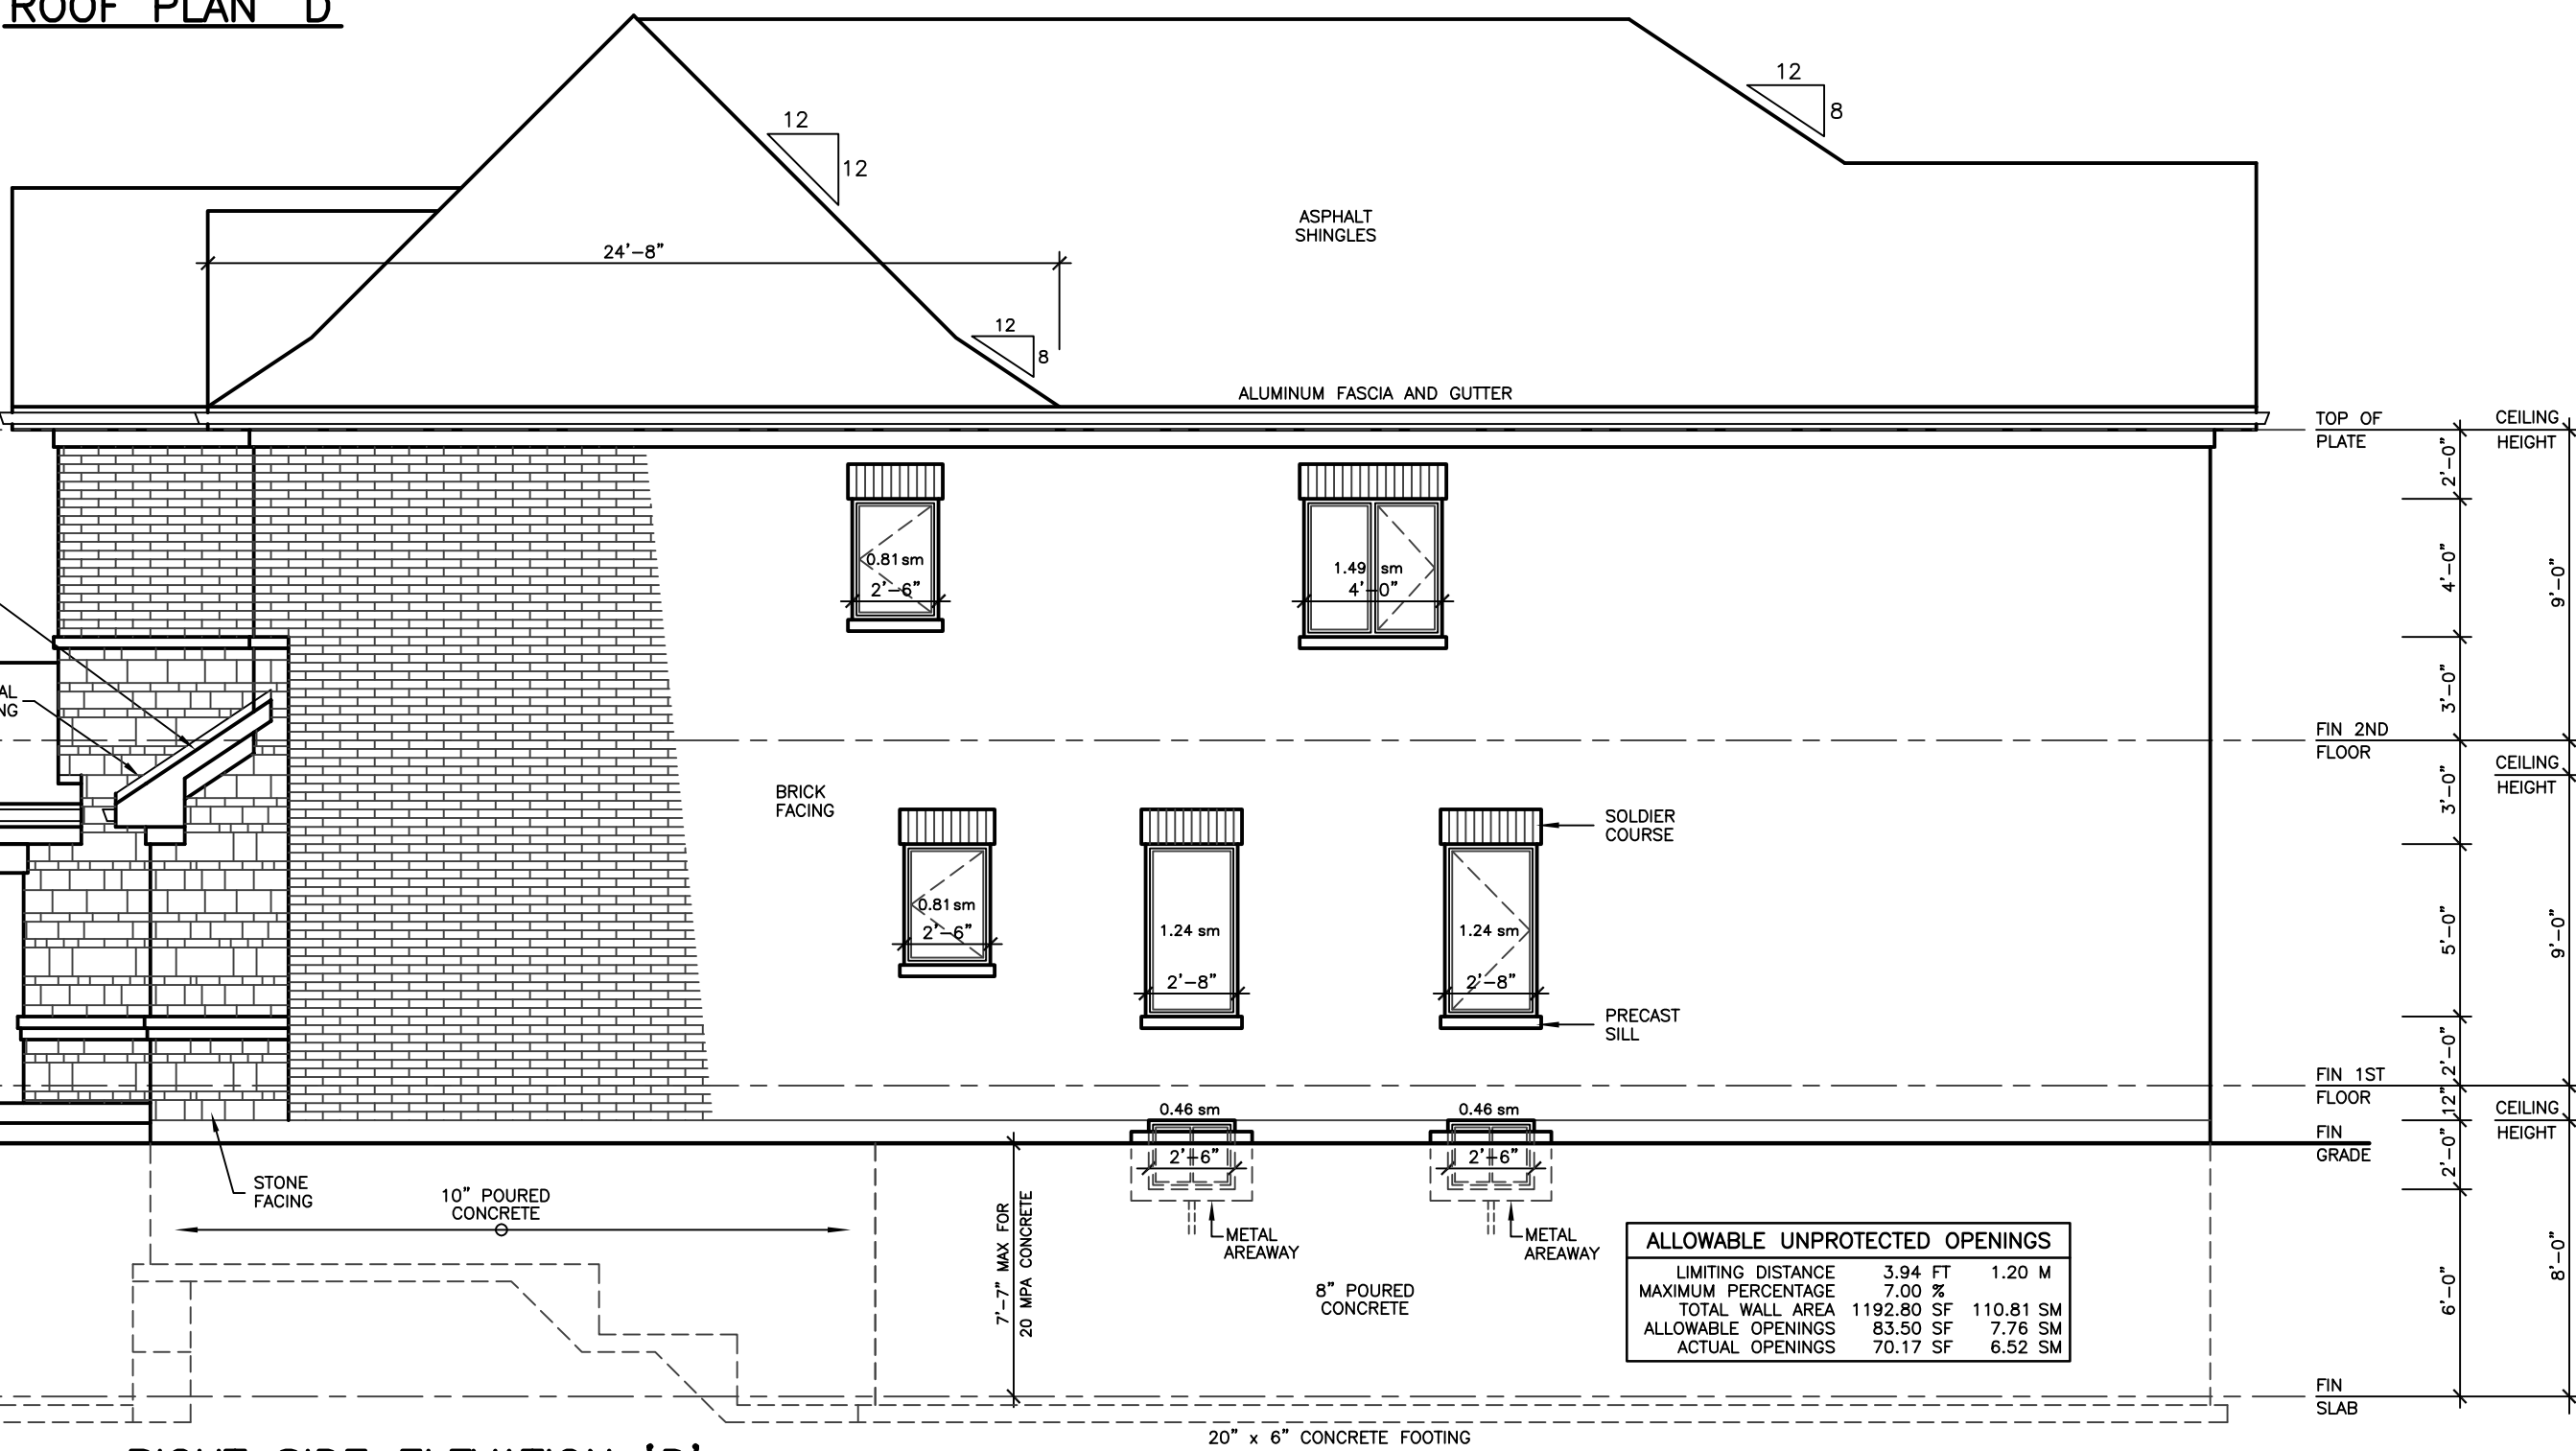 ROOF PLAN 'D'
12
8
12
12
ASPHALT
SHINGLES
24'-8"
12
8
ALUMINUM FASCIA AND GUTTER
TOP OF
PLATE
CEILING
HEIGHT
2'-0"
4'-0"
9'-0"
3'-0"
0.81 sm
2'-6"
1.49 sm
4'-0"
FIN 2ND
FLOOR
CEILING
HEIGHT
3'-0"
BRICK
FACING
SOLDIER
COURSE
0.81 sm
2'-6"
1.24 sm
2'-8"
1.24 sm
2'-8"
5'-0"
9'-0"
PRECAST
SILL
2'-0"
FIN 1ST
FLOOR
12"
CEILING
HEIGHT
0.46 sm
2'-6"
0.46 sm
2'-6"
FIN
GRADE
2'-0"
STONE
FACING
10" POURED
CONCRETE
7'-7" MAX FOR
20 MPA CONCRETE
METAL
AREAWAY
METAL
AREAWAY
8" POURED
CONCRETE
ALLOWABLE UNPROTECTED OPENINGS
LIMITING DISTANCE 3.94 FT 1.20 M
MAXIMUM PERCENTAGE 7.00 %
TOTAL WALL AREA 1192.80 SF 110.81 SM
ALLOWABLE OPENINGS 83.50 SF 7.76 SM
ACTUAL OPENINGS 70.17 SF 6.52 SM
6'-0"
8'-0"
FIN
SLAB
20" x 6" CONCRETE FOOTING
RIGHT SIDE ELEVATION